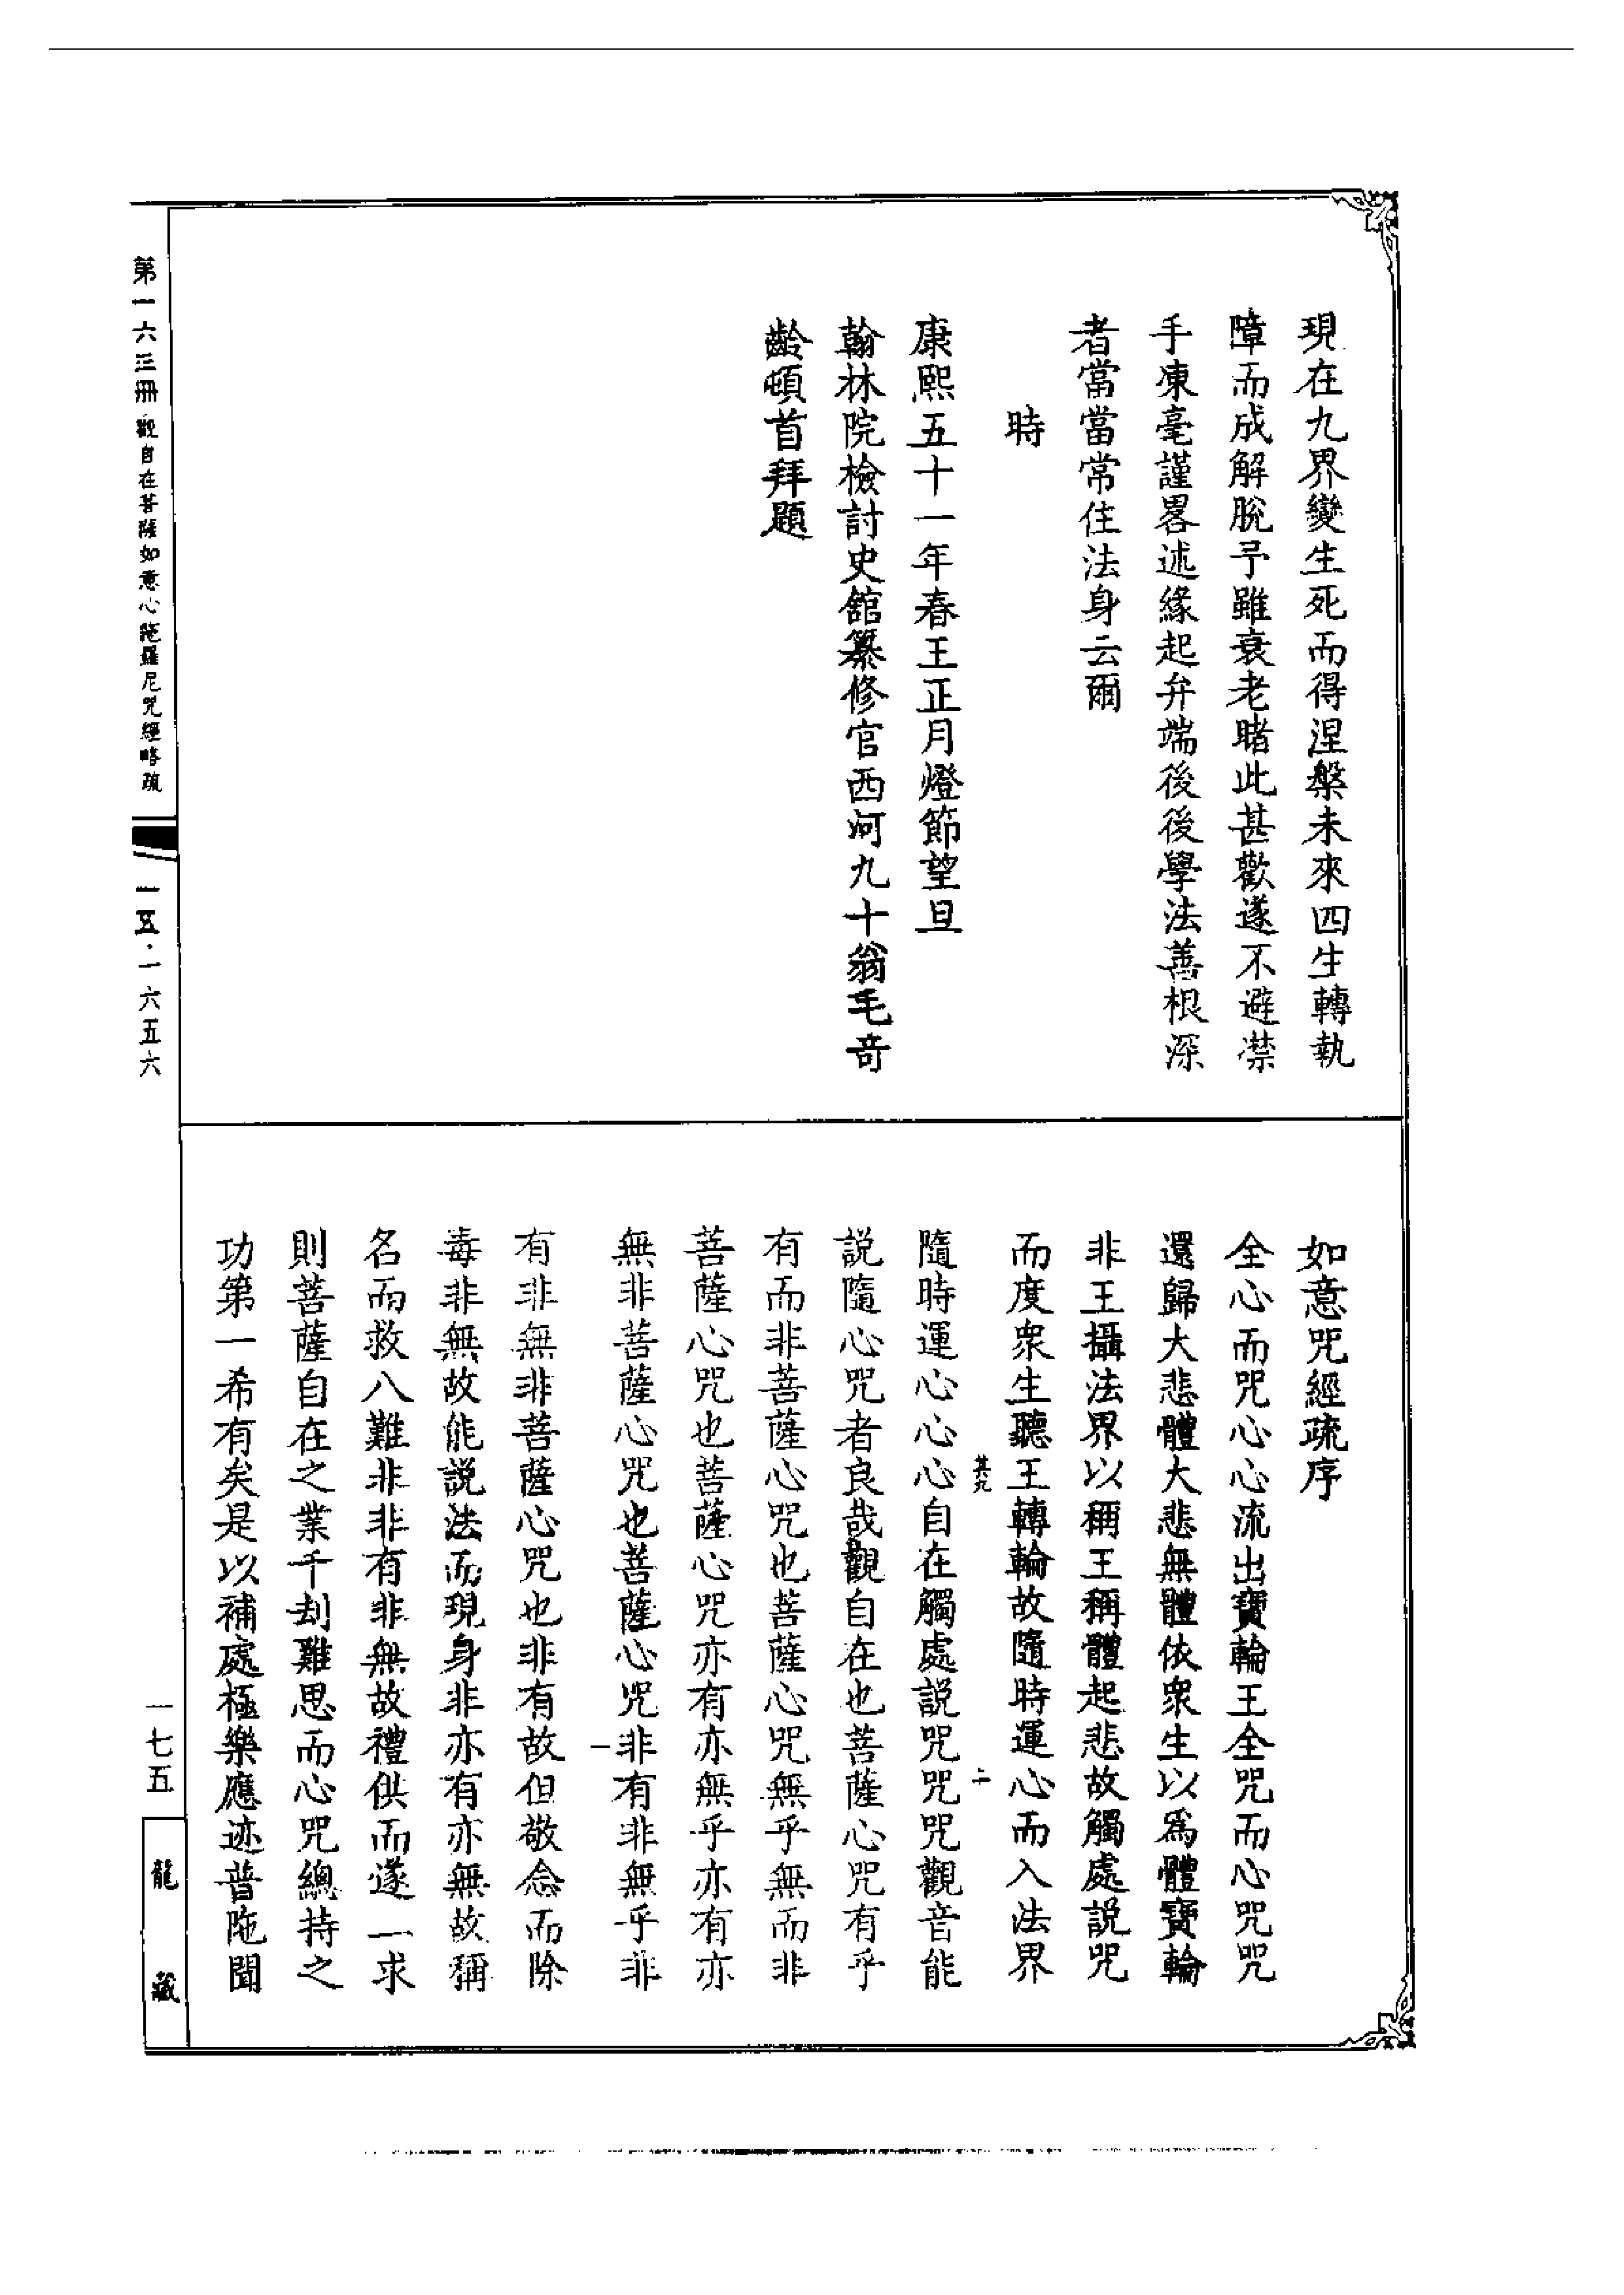 現在九界變生死而得涅槃未來四生轉執
障而成解脫予雖衰老睹此甚歡遂不避禁
手凍毫謹畧述緣起弁端後後學法善根深
者當當常住法身云爾
時
康熙五十一年春王正月燈節望旦
翰林院檢討史館纂修官西河九十翁毛奇
齡頓首拜題
如意咒經疏序
全心而咒心心流出寶輪王全咒而心咒咒
還歸大悲體大悲無體依衆生以爲體寶輪
非王攝法界以稱王稱體起悲故觸處説咒
而度衆生聽王轉輪故隨時運心而入法界
其九 二
隨時運心心心自在觸處説咒咒咒觀音能
説隨心咒者良哉觀自在也菩薩心咒有乎
有而非菩薩心咒也菩薩心咒無乎無而非
菩薩心咒也菩薩心咒亦有亦無乎亦有亦
無非菩薩心咒也菩薩心咒非有非無乎非
一
有非無非菩薩心咒也非有故但敬念而除
毒非無故能説法而現身非亦有亦無故稱
名而救八難非非有非無故禮供而遂一求
則菩薩自在之業千刦難思而心咒總持之
功第一希有矣是以補處極樂應迹普陁聞
第一六三冊 觀自在菩薩如意心陁羅尼咒經略疏
一五·一六五六
一七五
龍藏